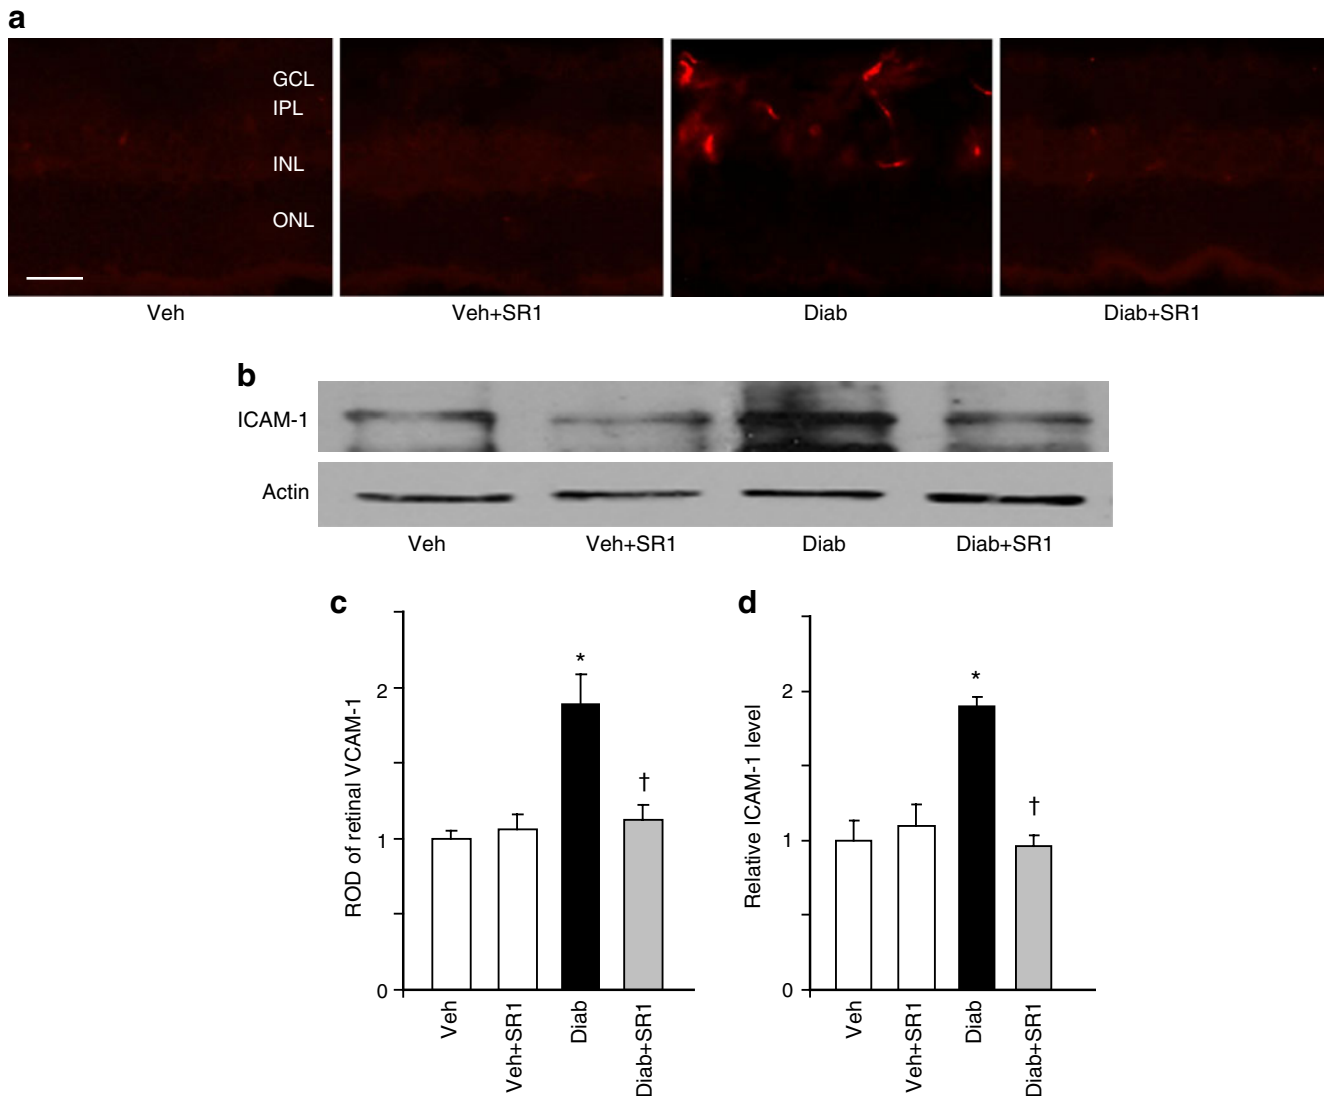 a
GCL
IPL
INL
ONL
Veh
Veh+SR1
Diab
Diab+SR1
b
ICAM-1
Actin
Veh
Veh+SR1
Diab
Diab+SR1
c
ROD of retinal VCAM-1
2
1
0
*
†
Veh
Veh+SR1
Diab
Diab+SR1
d
Relative ICAM-1 level
2
1
0
*
†
Veh
Veh+SR1
Diab
Diab+SR1